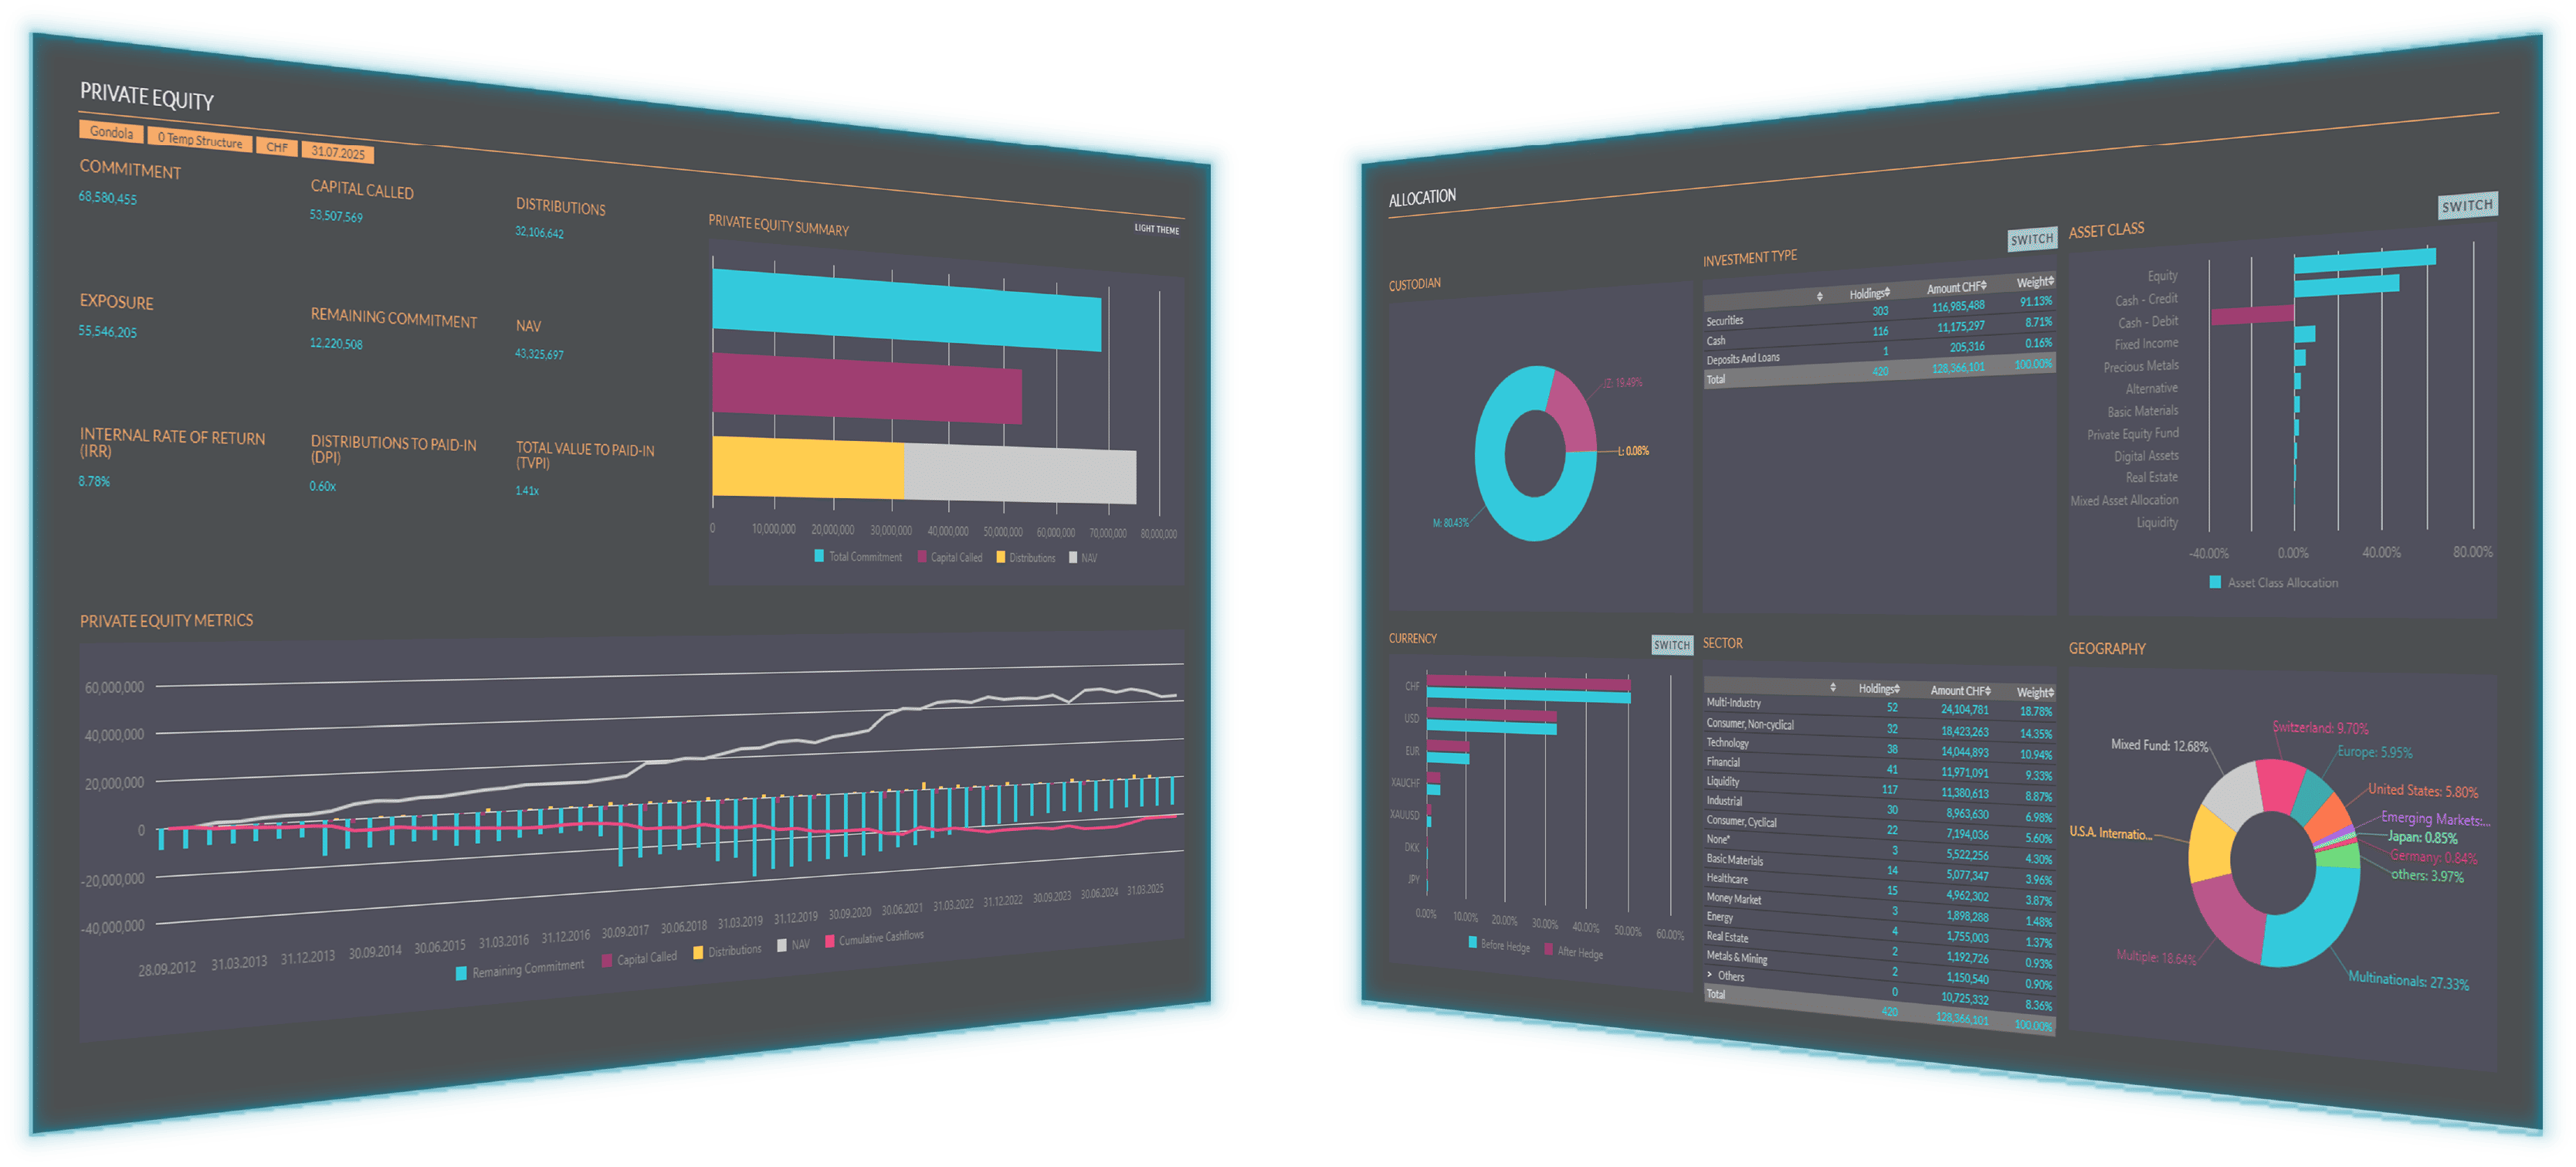 PRIVATE EQUITY
Gondola 0 Temp Structure CHF 31.07.2025
COMMITMENT
68,580,455
CAPITAL CALLED
53,507,569
DISTRIBUTIONS
32,106,642
EXPOSURE
55,546,205
REMAINING COMMITMENT
12,220,508
NAV
43,325,697
INTERNAL RATE OF RETURN
(IRR)
8.78%
DISTRIBUTIONS TO PAID-IN
(DPI)
0.60x
TOTAL VALUE TO PAID-IN
(TVPI)
1.41x
PRIVATE EQUITY SUMMARY
LIGHT THEME
0 10,000,000 20,000,000 30,000,000 40,000,000 50,000,000 60,000,000 70,000,000 80,000,000
Total Commitment Capital Called Distributions NAV
PRIVATE EQUITY METRICS
60,000,000
40,000,000
20,000,000
0
-20,000,000
-40,000,000
28.09.2012 31.03.2013 31.12.2013 30.09.2014 30.06.2015 31.03.2016 31.12.2016 30.09.2017 30.06.2018 31.03.2019 31.12.2019 30.09.2020 30.06.2021 31.03.2022 31.12.2022 30.09.2023 30.06.2024 31.03.2025
Remaining Commitment Capital Called Distributions NAV Cumulative Cashflows
ALLOCATION
CUSTODIAN
JZ: 19.49%
L: 0.08%
M: 80.43%
INVESTMENT TYPE
SWITCH
Holdings Amount CHF Weight
Securities 303 116,985,488 91.13%
Cash 116 11,175,297 8.71%
Deposits And Loans 1 205,316 0.16%
Total 420 128,366,101 100.00%
ASSET CLASS
SWITCH
Equity
Cash - Credit
Cash - Debit
Fixed Income
Precious Metals
Alternative
Basic Materials
Private Equity Fund
Digital Assets
Real Estate
Mixed Asset Allocation
Liquidity
-40.00% 0.00% 40.00% 80.00%
Asset Class Allocation
CURRENCY
SWITCH
CHF
USD
EUR
XAUCHF
XAUUSD
DKK
JPY
0.00% 10.00% 20.00% 30.00% 40.00% 50.00% 60.00%
Before Hedge After Hedge
SECTOR
Holdings Amount CHF Weight
Multi-Industry 52 24,104,781 18.78%
Consumer, Non-cyclical 32 18,423,263 14.35%
Technology 38 14,044,893 10.94%
Financial 41 11,971,091 9.33%
Liquidity 117 11,380,613 8.87%
Industrial 30 8,963,630 6.98%
Consumer, Cyclical 22 7,194,036 5.60%
None* 3 5,522,256 4.30%
Basic Materials 14 5,077,347 3.96%
Healthcare 15 4,962,302 3.87%
Money Market 3 1,898,288 1.48%
Energy 4 1,755,003 1.37%
Real Estate 2 1,192,726 0.93%
Metals & Mining 2 1,150,540 0.90%
> Others 0 10,725,332 8.36%
Total 420 128,366,101 100.00%
GEOGRAPHY
Switzerland: 9.70%
Mixed Fund: 12.68%
Europe: 5.95%
United States: 5.80%
Emerging Markets:...
U.S.A. Internatio...
Japan: 0.85%
Germany: 0.84%
others: 3.97%
Multiple: 18.64%
Multinationals: 27.33%